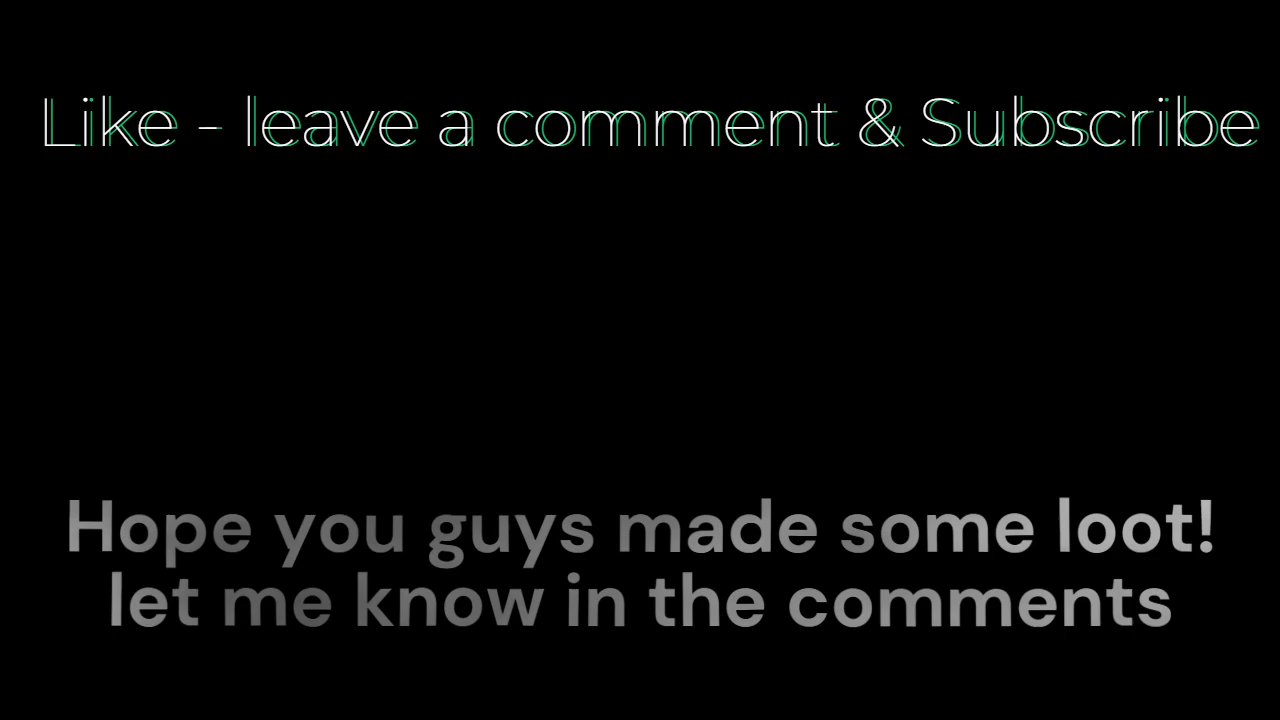 Like - leave a comment & Subscribe
Hope you guys made some loot!
let me know in the comments